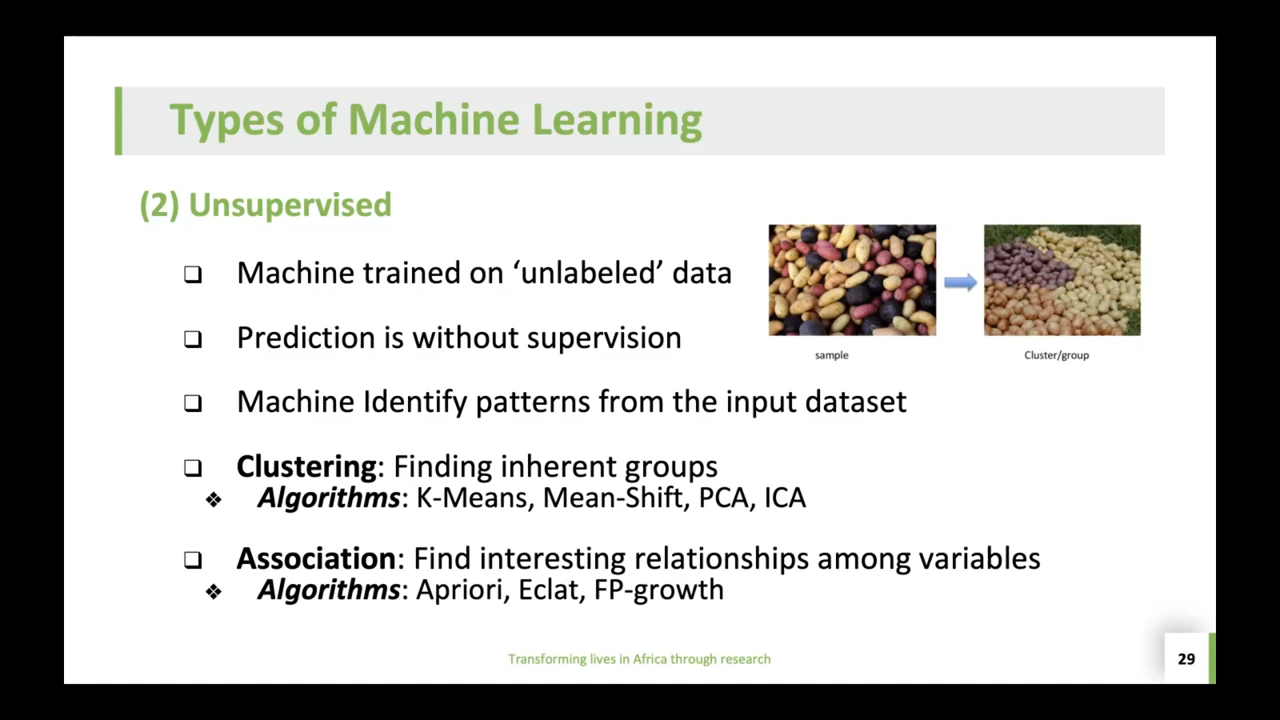 Types of Machine Learning
(2) Unsupervised
Machine trained on ‘unlabeled’ data
Prediction is without supervision
sample
Cluster/group
Machine Identify patterns from the input dataset
Clustering: Finding inherent groups
Algorithms: K-Means, Mean-Shift, PCA, ICA
Association: Find interesting relationships among variables
Algorithms: Apriori, Eclat, FP-growth
Transforming lives in Africa through research
29